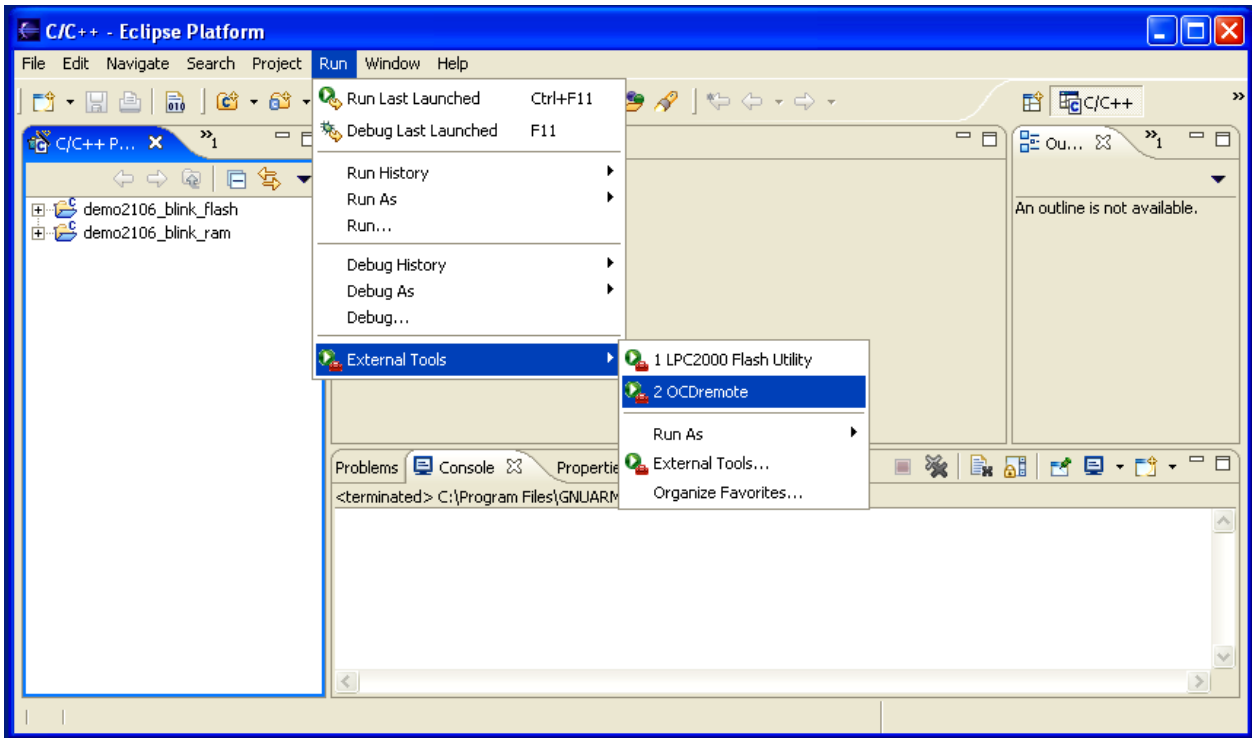 C/C++ - Eclipse Platform
File Edit Navigate Search Project Run Window Help
Run Last Launched Ctrl+F11
Debug Last Launched F11
Run History
Run As
Run...
Debug History
Debug As
Debug...
External Tools
1 LPC2000 Flash Utility
2 OCDremote
Run As
External Tools...
Organize Favorites...
010
C/C++
»
C/C++ P... »1
demo2106_blink_flash
demo2106_blink_ram
Ou... »1
An outline is not available.
Problems Console Propertie
<terminated> C:\Program Files\GNUARM